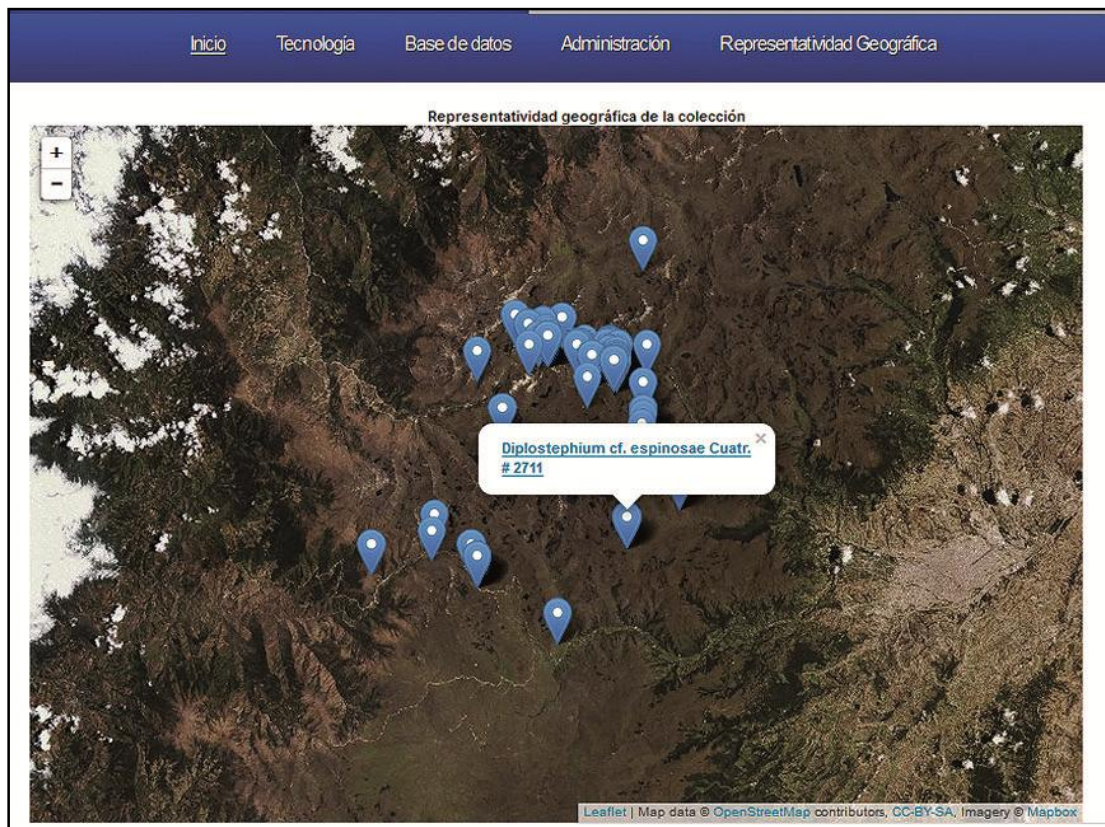 Inicio Tecnología Base de datos Administración Representatividad Geográfica
Representatividad geográfica de la colección
+
−
Diplostephium cf. espinosae Cuatr.
# 2711
×
Leaflet | Map data © OpenStreetMap contributors, CC-BY-SA, Imagery © Mapbox